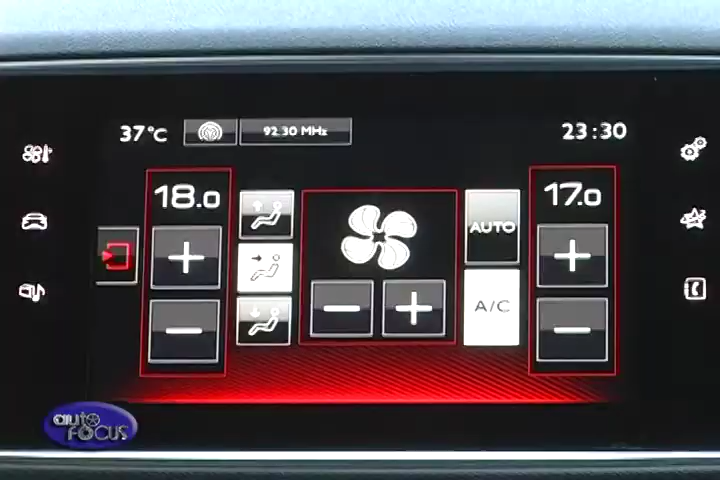 37°C
92.30 MHz
23:30
18.0
17.0
AUTO
A/C
auto
FOCUS